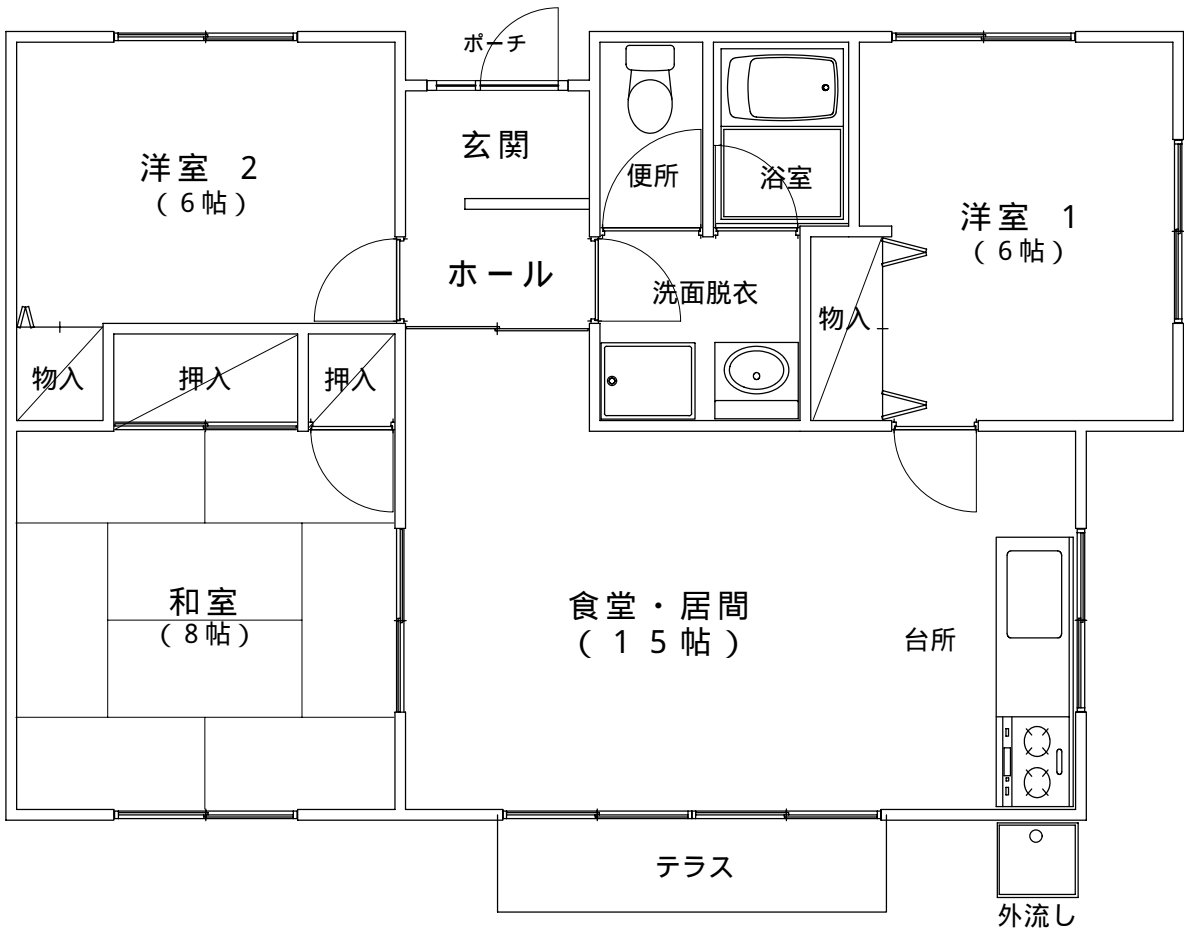 ポーチ
玄関
洋室 2
(6帖)
便所
浴室
洋室 1
(6帖)
ホール
洗面脱衣
物入
物入
押入
押入
和室
(8帖)
食堂・居間
(15帖)
台所
テラス
外流し